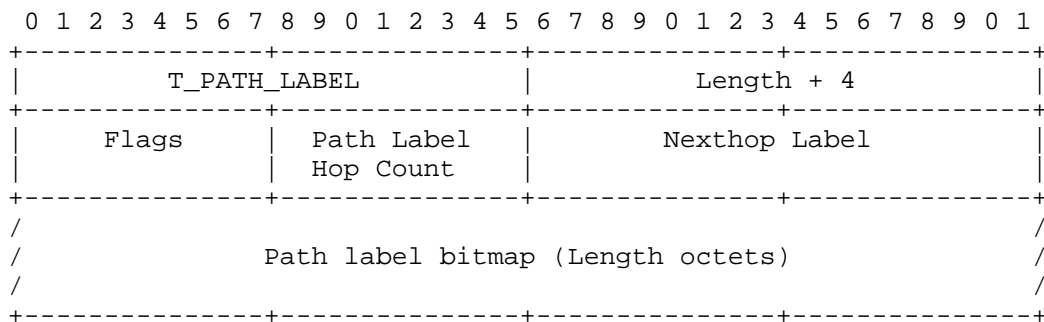 0 1 2 3 4 5 6 7 8 9 0 1 2 3 4 5 6 7 8 9 0 1 2 3 4 5 6 7 8 9 0 1
+---------------+---------------+---------------+---------------+
|         T_PATH_LABEL          |          Length + 4           |
+---------------+---------------+---------------+---------------+
|     Flags     |  Path Label   |        Nexthop Label          |
|               |  Hop Count    |                               |
+---------------+---------------+---------------+---------------+
/                                                               /
/               Path label bitmap (Length octets)               /
/                                                               /
+---------------+---------------+---------------+---------------+